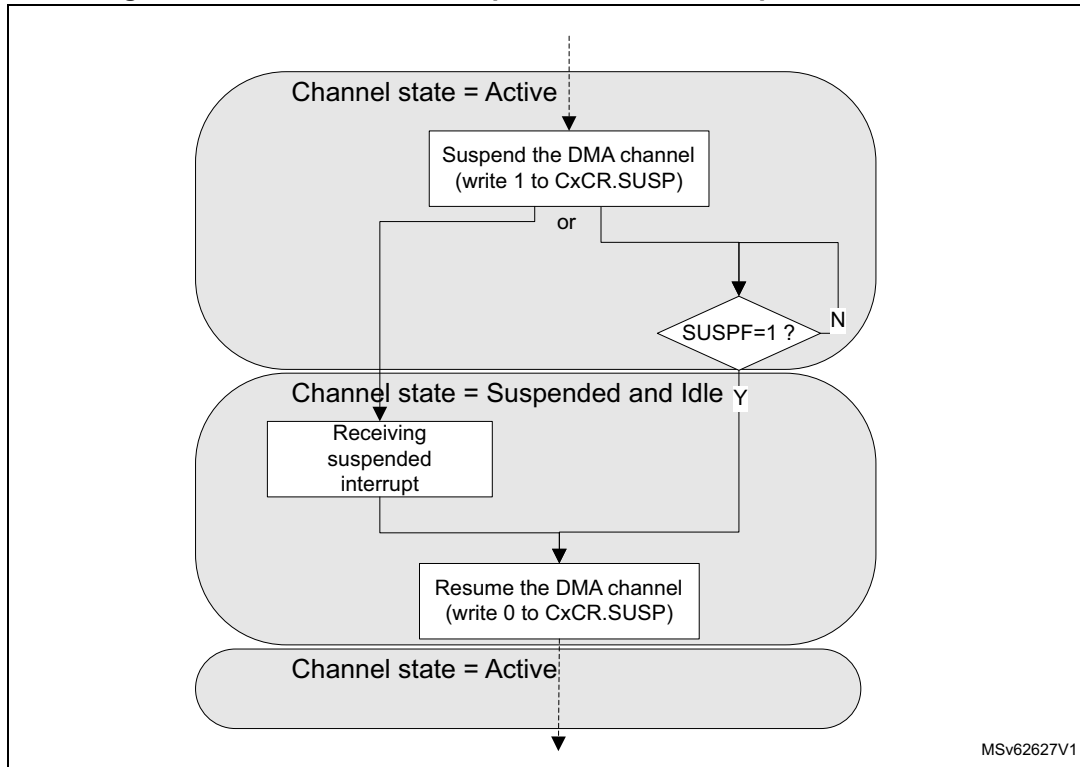 Channel state = Active
Suspend the DMA channel
(write 1 to CxCR.SUSP)
or
N
SUSPF=1 ?
Channel state = Suspended and Idle
Y
Receiving
suspended
interrupt
Resume the DMA channel
(write 0 to CxCR.SUSP)
Channel state = Active
MSv62627V1